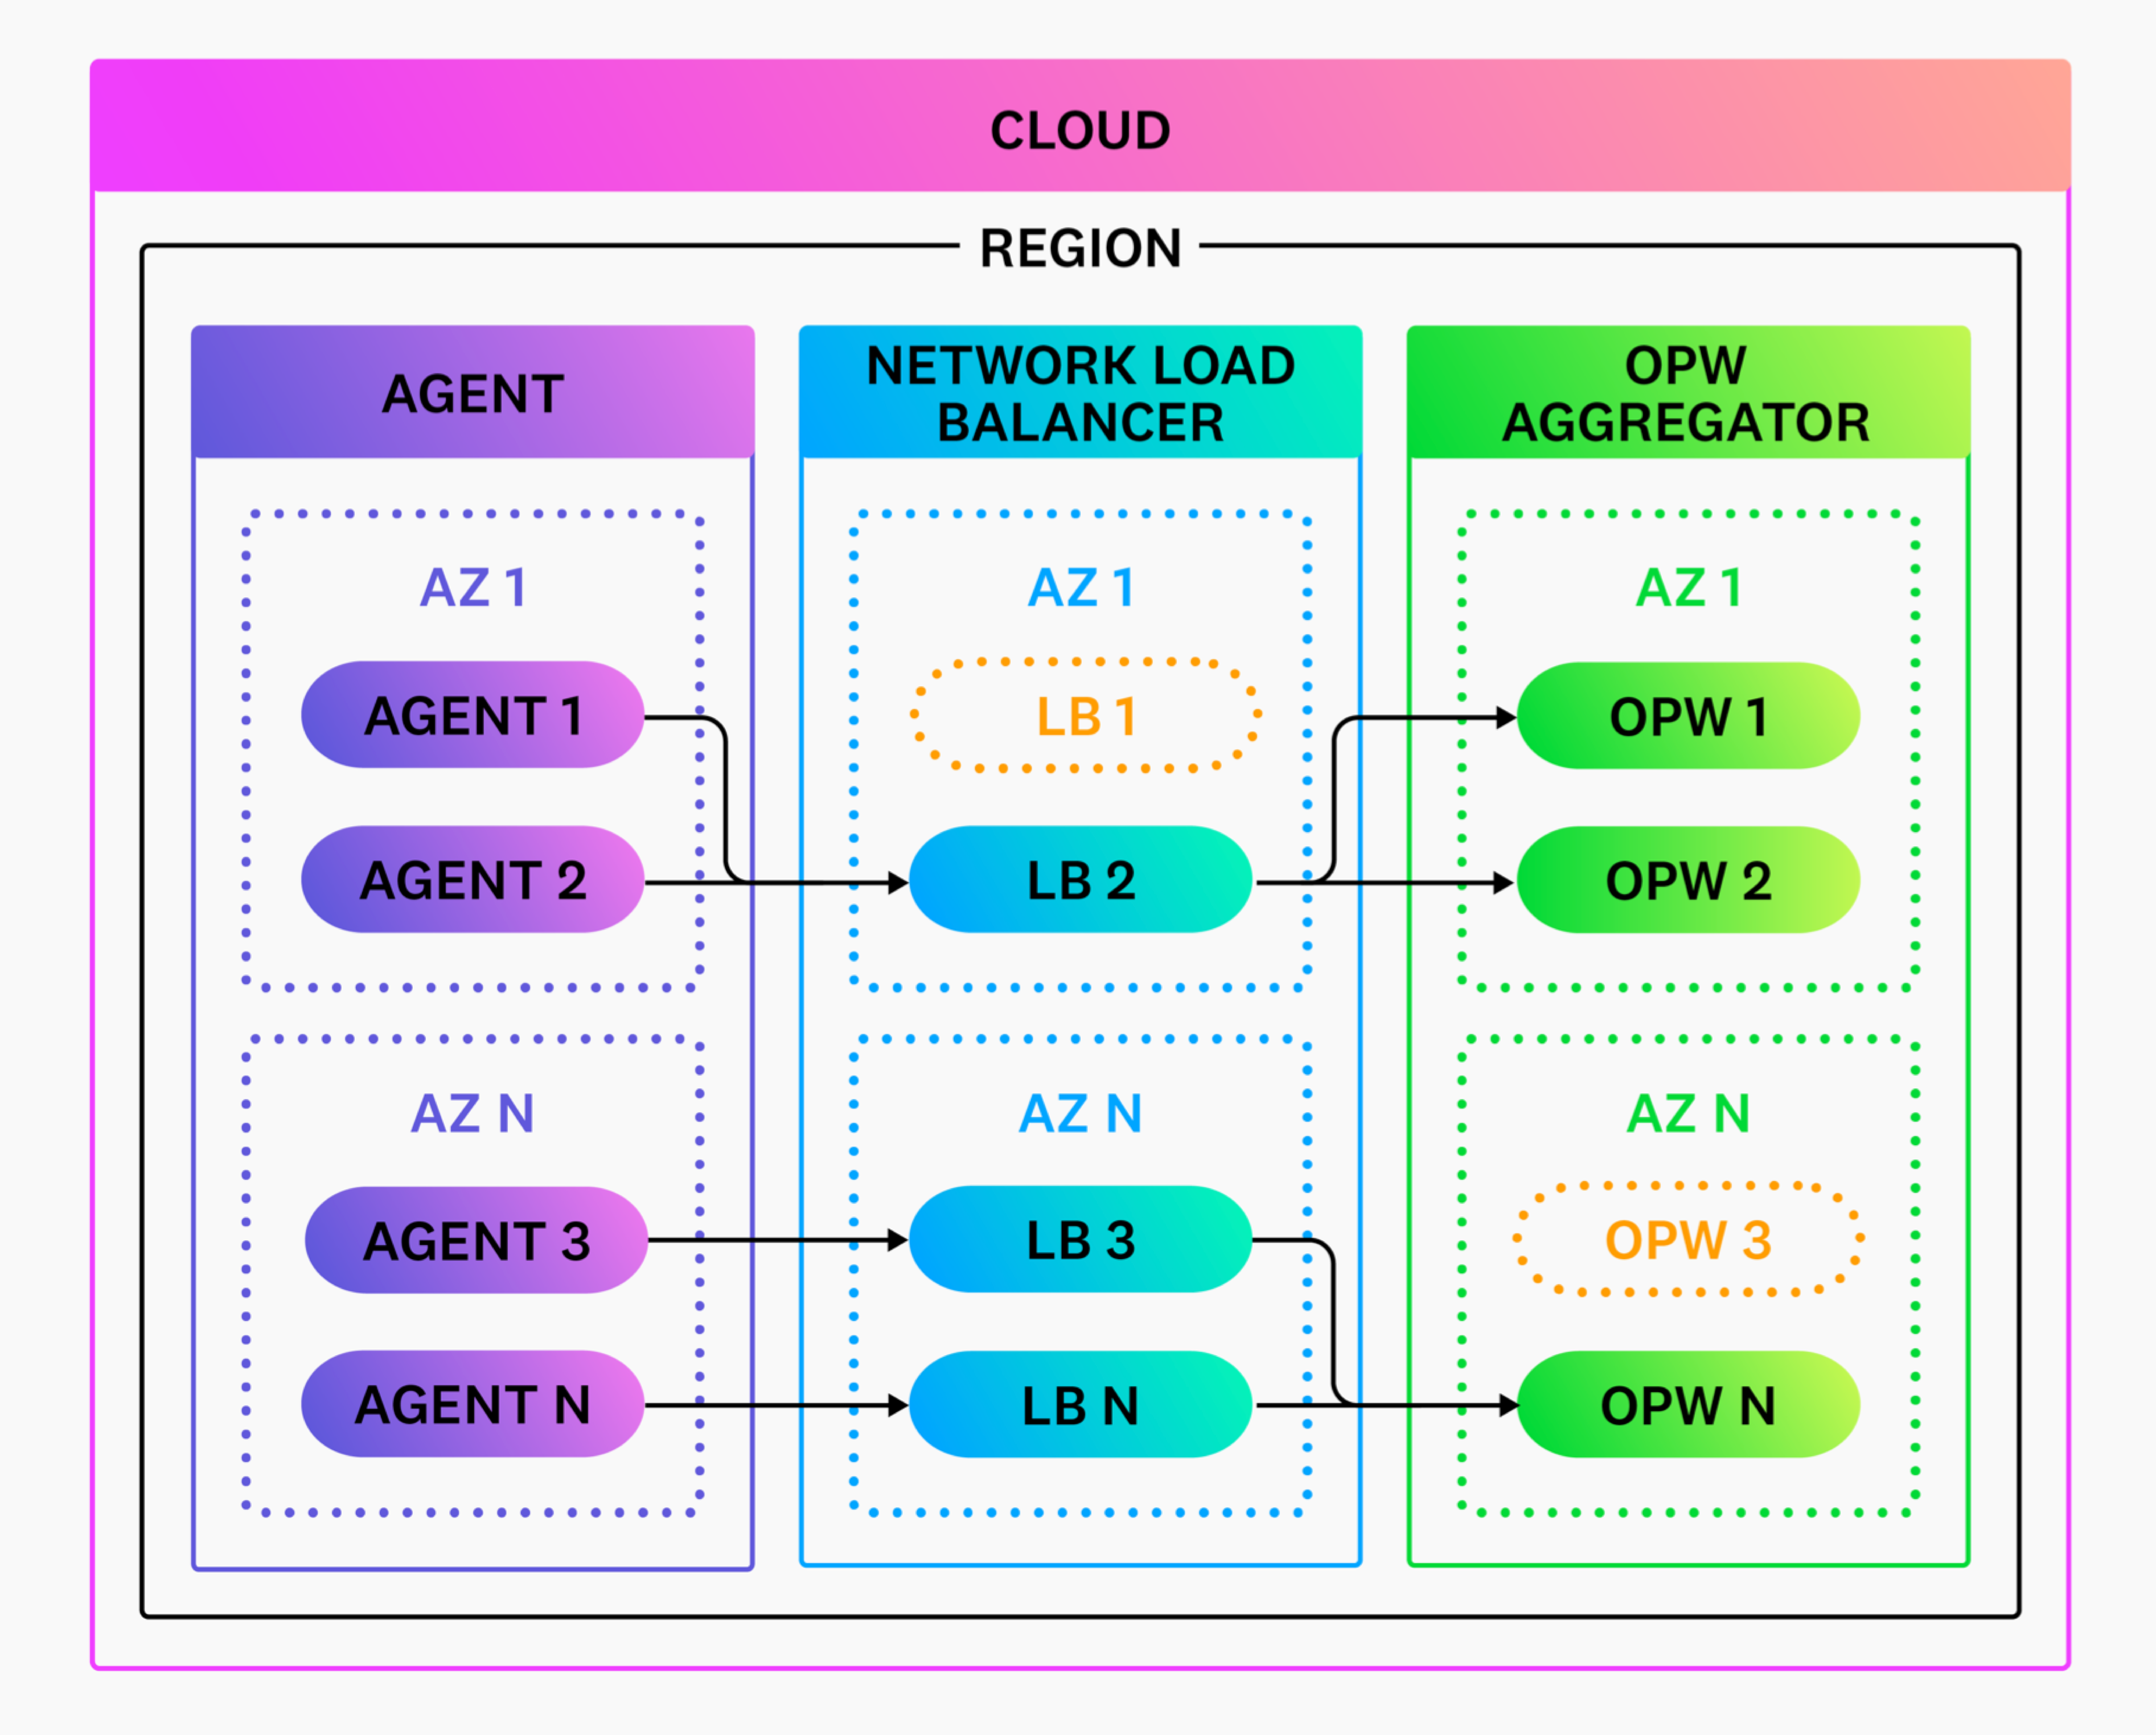 CLOUD
REGION
AGENT
AZ 1
AGENT 1
AGENT 2
AZ N
AGENT 3
AGENT N
NETWORK LOAD
BALANCER
AZ 1
LB 1
LB 2
AZ N
LB 3
LB N
OPW
AGGREGATOR
AZ 1
OPW 1
OPW 2
AZ N
OPW 3
OPW N